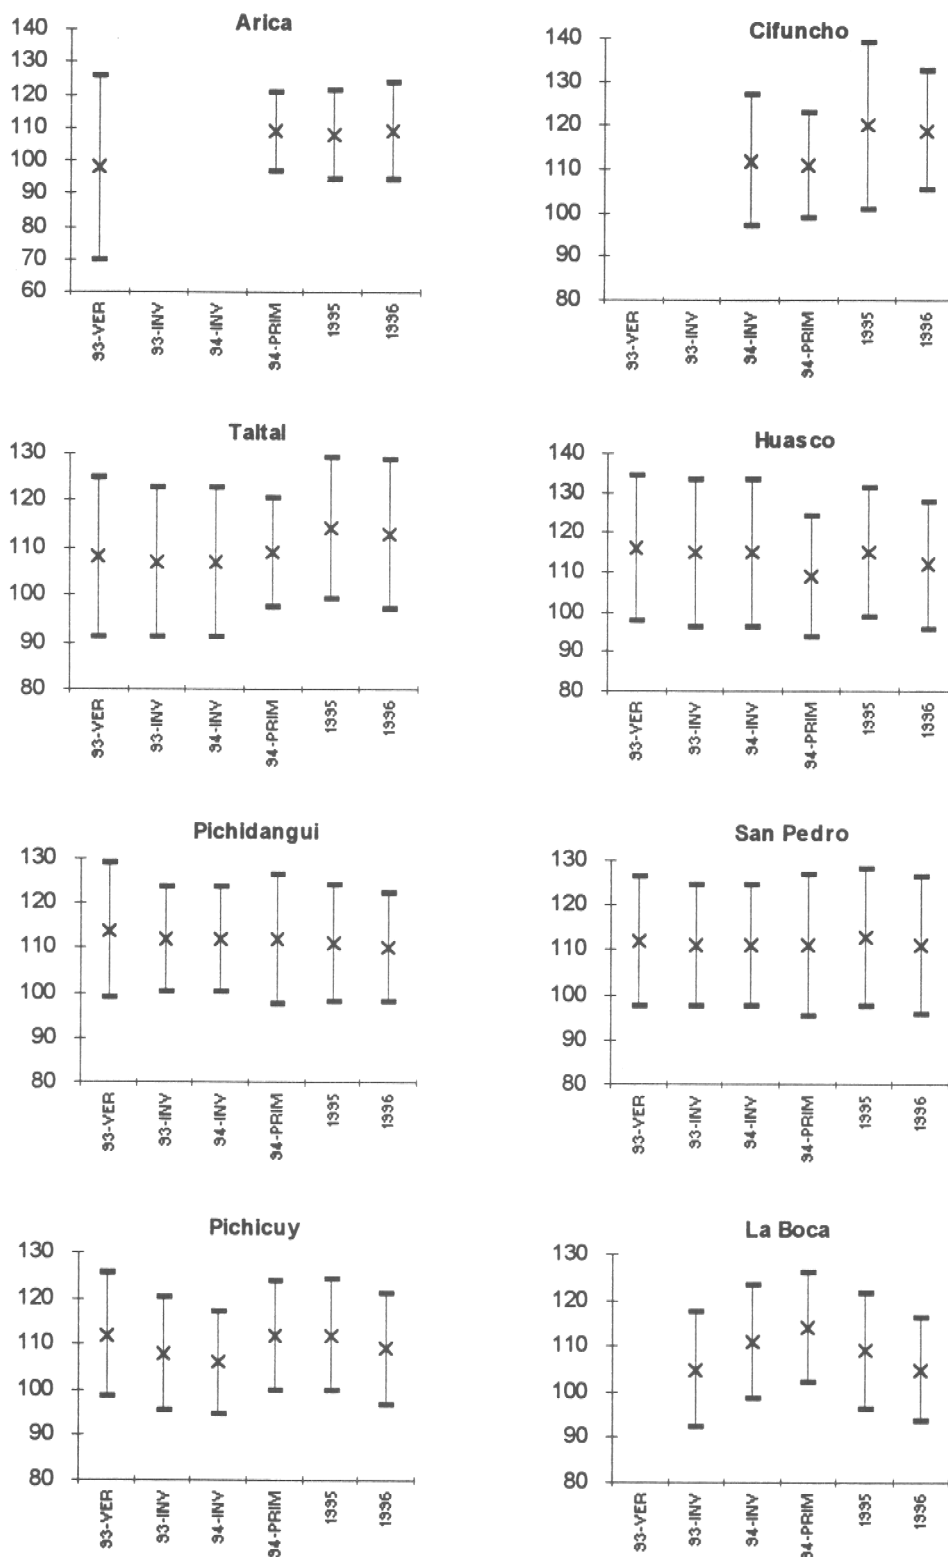 Arica
140
130
120
110
100
90
80
70
60
93-VER
93-INV
94-INV
94-PRIM
1995
1996
Cifuncho
140
130
120
110
100
90
80
93-VER
93-INV
94-INV
94-PRIM
1995
1996
Taltal
130
120
110
100
90
80
93-VER
93-INV
94-INV
94-PRIM
1995
1996
Huasco
140
130
120
110
100
90
80
93-VER
93-INV
94-INV
94-PRIM
1995
1996
Pichidangui
130
120
110
100
90
80
93-VER
93-INV
94-INV
94-PRIM
1995
1996
San Pedro
130
120
110
100
90
80
93-VER
93-INV
94-INV
94-PRIM
1995
1996
Pichicuy
130
120
110
100
90
80
93-VER
93-INV
94-INV
94-PRIM
1995
1996
La Boca
130
120
110
100
90
80
93-VER
93-INV
94-INV
94-PRIM
1995
1996